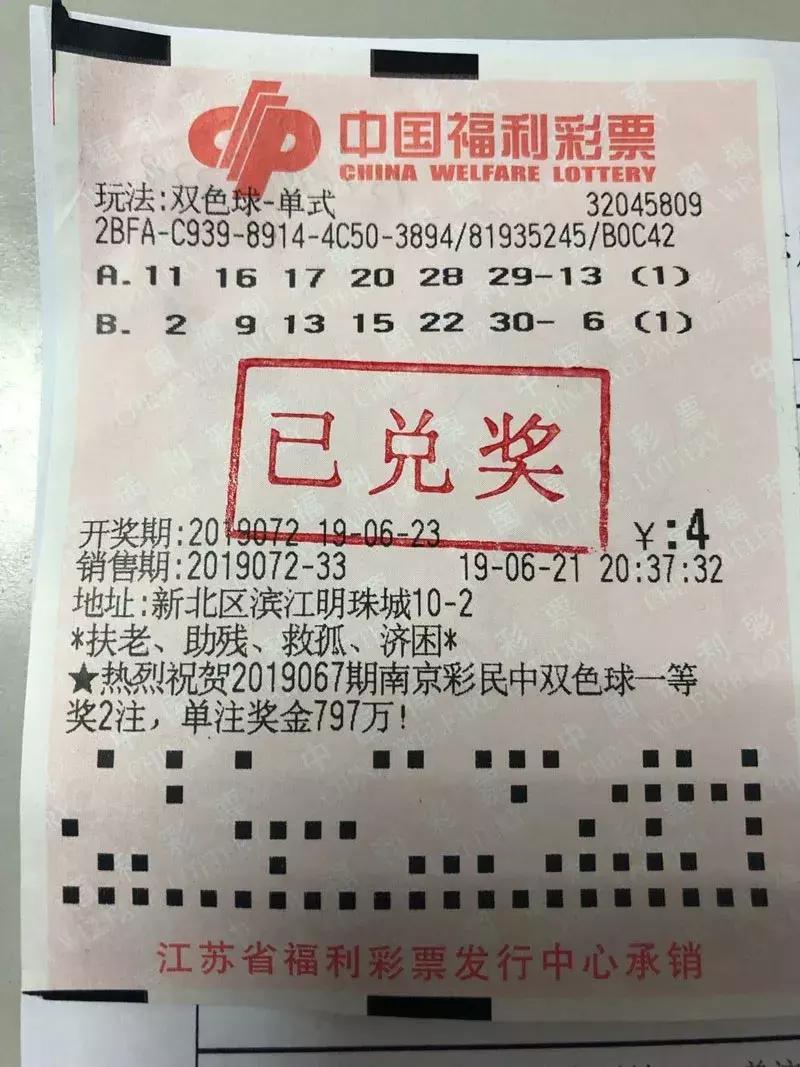 中国福利彩票
CHINA WELFARE LOTTERY
玩法:双色球-单式 32045809
2BFA-C939-8914-4C50-3894/81935245/B0C42
A.11 16 17 20 28 29-13 (1)
B. 2 9 13 15 22 30- 6 (1)
已兑奖
开奖期:2019072 19-06-23 ￥:4
销售期:2019072-33 19-06-21 20:37:32
地址:新北区滨江明珠城10-2
*扶老、助残、救孤、济困*
★热烈祝贺2019067期南京彩民中双色球一等
奖2注，单注奖金797万!
江苏省福利彩票发行中心承销